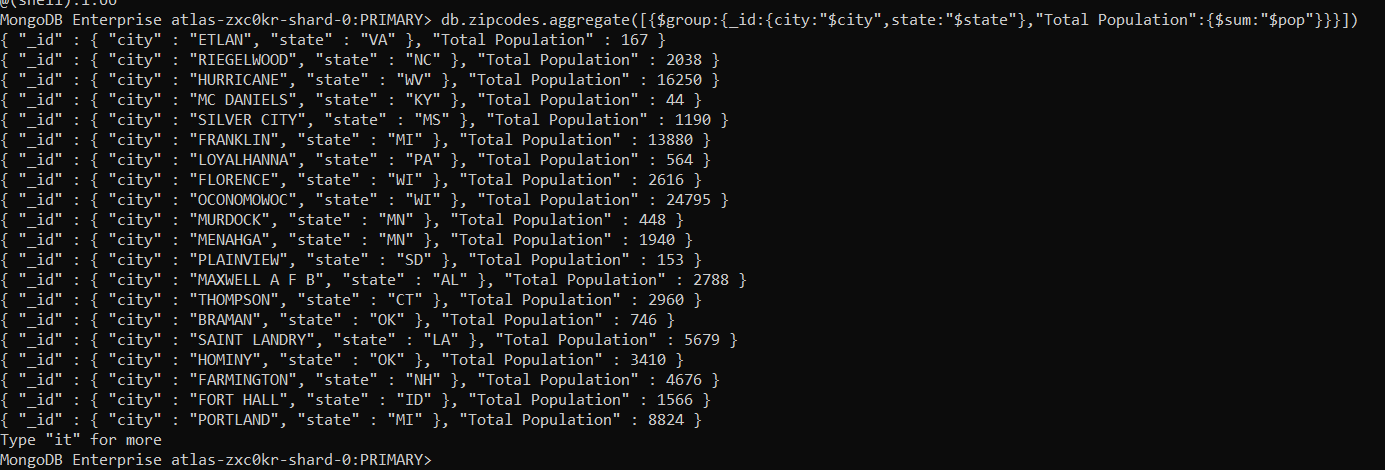 @(shell):1:60
MongoDB Enterprise atlas-zxc0kr-shard-0:PRIMARY> db.zipcodes.aggregate([{$group:{_id:{city:"$city",state:"$state"},"Total Population":{$sum:"$pop"}}}])
{ "_id" : { "city" : "ETLAN", "state" : "VA" }, "Total Population" : 167 }
{ "_id" : { "city" : "RIEGELWOOD", "state" : "NC" }, "Total Population" : 2038 }
{ "_id" : { "city" : "HURRICANE", "state" : "WV" }, "Total Population" : 16250 }
{ "_id" : { "city" : "MC DANIELS", "state" : "KY" }, "Total Population" : 44 }
{ "_id" : { "city" : "SILVER CITY", "state" : "MS" }, "Total Population" : 1190 }
{ "_id" : { "city" : "FRANKLIN", "state" : "MI" }, "Total Population" : 13880 }
{ "_id" : { "city" : "LOYALHANNA", "state" : "PA" }, "Total Population" : 564 }
{ "_id" : { "city" : "FLORENCE", "state" : "WI" }, "Total Population" : 2616 }
{ "_id" : { "city" : "OCONOMOWOC", "state" : "WI" }, "Total Population" : 24795 }
{ "_id" : { "city" : "MURDOCK", "state" : "MN" }, "Total Population" : 448 }
{ "_id" : { "city" : "MENAHGA", "state" : "MN" }, "Total Population" : 1940 }
{ "_id" : { "city" : "PLAINVIEW", "state" : "SD" }, "Total Population" : 153 }
{ "_id" : { "city" : "MAXWELL A F B", "state" : "AL" }, "Total Population" : 2788 }
{ "_id" : { "city" : "THOMPSON", "state" : "CT" }, "Total Population" : 2960 }
{ "_id" : { "city" : "BRAMAN", "state" : "OK" }, "Total Population" : 746 }
{ "_id" : { "city" : "SAINT LANDRY", "state" : "LA" }, "Total Population" : 5679 }
{ "_id" : { "city" : "HOMINY", "state" : "OK" }, "Total Population" : 3410 }
{ "_id" : { "city" : "FARMINGTON", "state" : "NH" }, "Total Population" : 4676 }
{ "_id" : { "city" : "FORT HALL", "state" : "ID" }, "Total Population" : 1566 }
{ "_id" : { "city" : "PORTLAND", "state" : "MI" }, "Total Population" : 8824 }
Type "it" for more
MongoDB Enterprise atlas-zxc0kr-shard-0:PRIMARY>